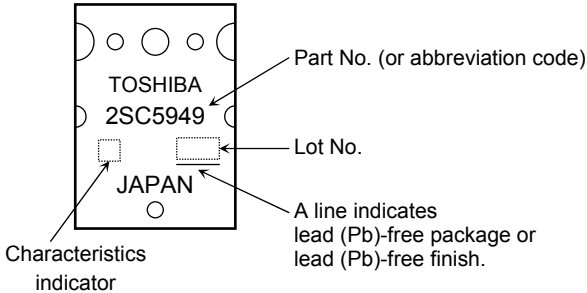 Part No. (or abbreviation code)
TOSHIBA
2SC5949
Lot No.
JAPAN
A line indicates
lead (Pb)-free package or
lead (Pb)-free finish.
Characteristics
indicator